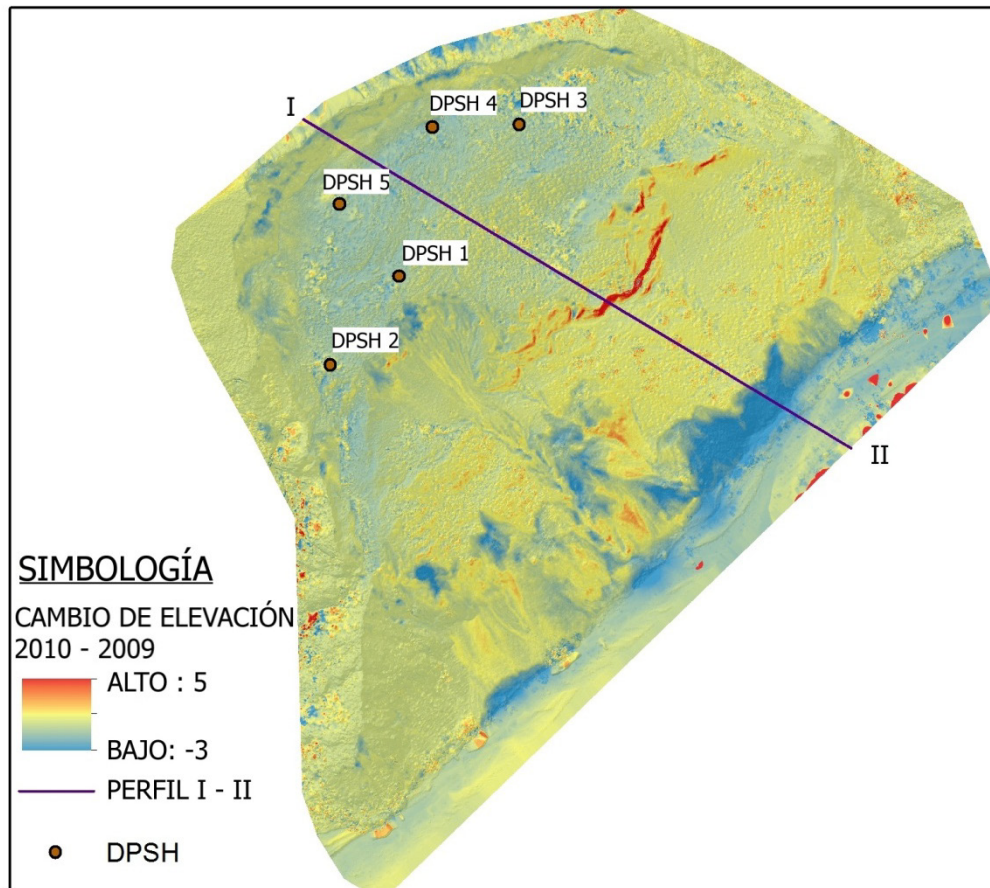 I
DPSH 4
DPSH 3
DPSH 5
DPSH 1
DPSH 2
II
SIMBOLOGÍA
CAMBIO DE ELEVACIÓN
2010 - 2009
ALTO : 5
BAJO: -3
PERFIL I - II
DPSH